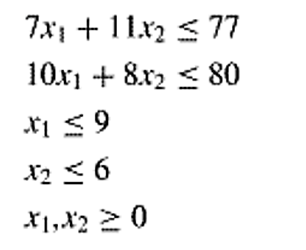 7x₁ + 11x₂ ≤ 77
10x₁ + 8x₂ ≤ 80
x₁ ≤ 9
x₂ ≤ 6
x₁,x₂ ≥ 0